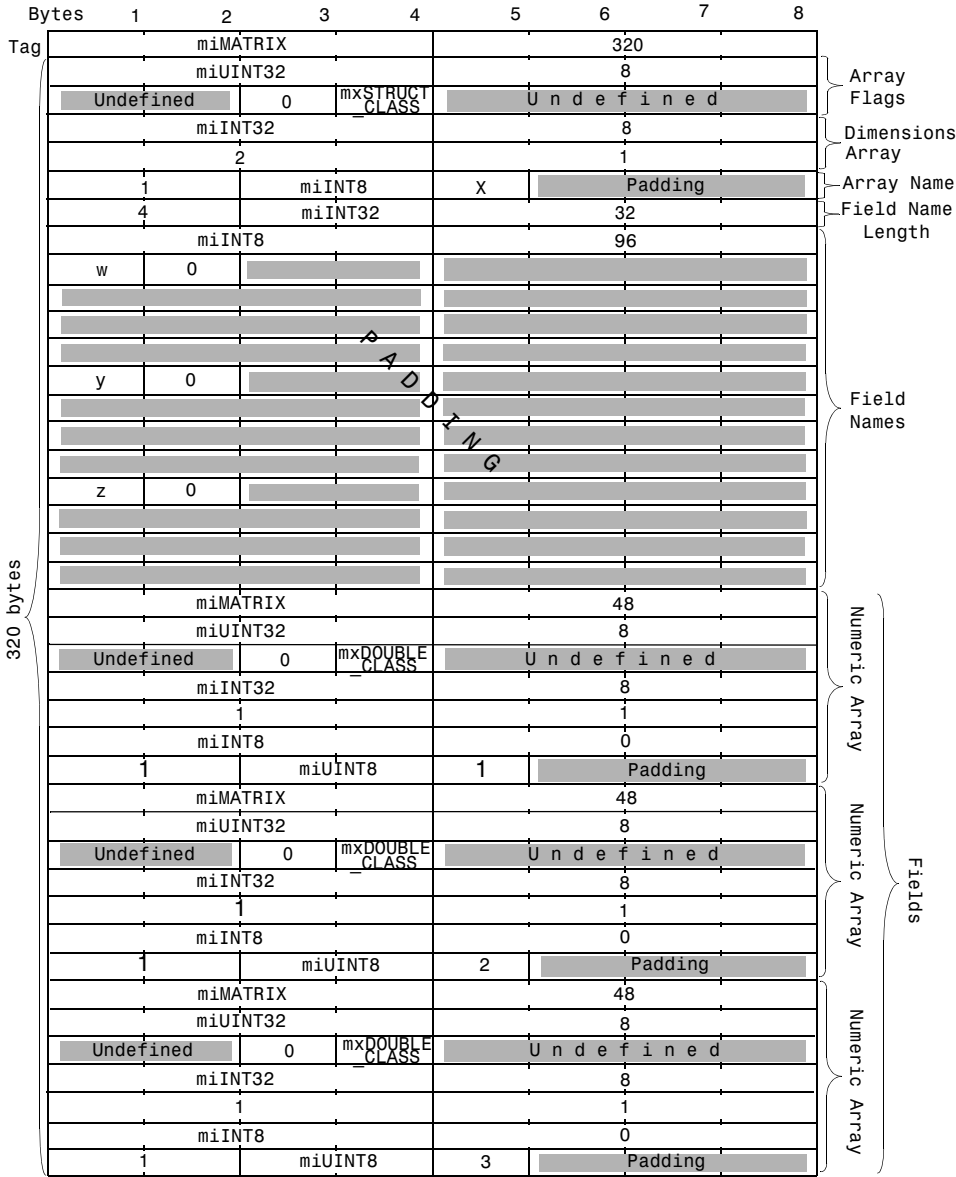 Bytes 1 2 3 4 5 6 7 8
Tag miMATRIX 320
miUINT32 8
Array
Undefined 0 mxSTRUCT_CLASS Undefined
Flags
miINT32 8
Dimensions
Array
2 1
1 miINT8 X Padding Array Name
4 miINT32 32 Field Name
Length
miINT8 96
w 0
PADDING
y 0
Field
Names
z 0
320 bytes
miMATRIX 48
miUINT32 8
Undefined 0 mxDOUBLE_CLASS Undefined
miINT32 8
1 1
miINT8 0
1 miUINT8 1 Padding
Numeric Array
miMATRIX 48
miUINT32 8
Undefined 0 mxDOUBLE_CLASS Undefined
miINT32 8
1 1
miINT8 0
1 miUINT8 2 Padding
Numeric Array
Fields
miMATRIX 48
miUINT32 8
Undefined 0 mxDOUBLE_CLASS Undefined
miINT32 8
1 1
miINT8 0
1 miUINT8 3 Padding
Numeric Array